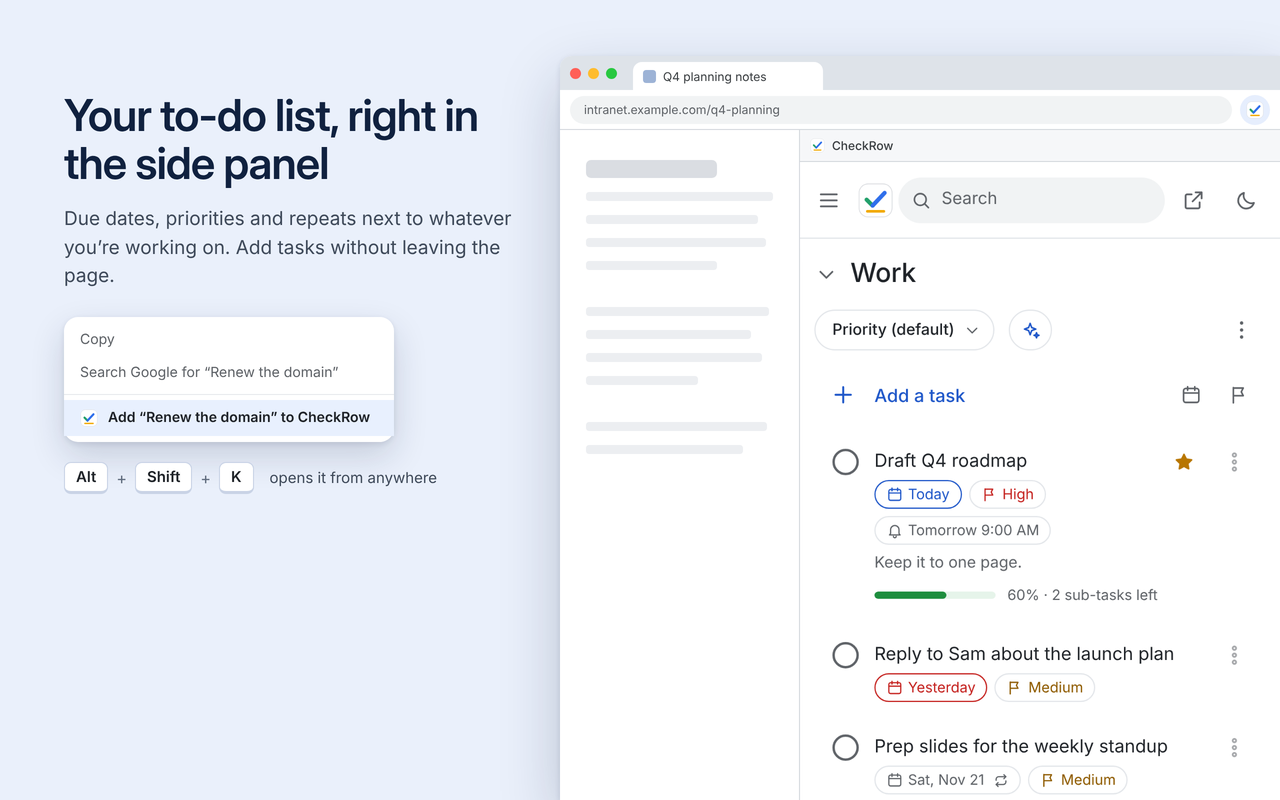 Your to-do list, right in
the side panel
Due dates, priorities and repeats next to whatever
you’re working on. Add tasks without leaving the
page.
Copy
Search Google for “Renew the domain”
Add “Renew the domain” to CheckRow
Alt + Shift + K opens it from anywhere
Q4 planning notes
intranet.example.com/q4-planning
CheckRow
Search
Work
Priority (default)
Add a task
Draft Q4 roadmap
Today High
Tomorrow 9:00 AM
Keep it to one page.
60% · 2 sub-tasks left
Reply to Sam about the launch plan
Yesterday Medium
Prep slides for the weekly standup
Sat, Nov 21 Medium